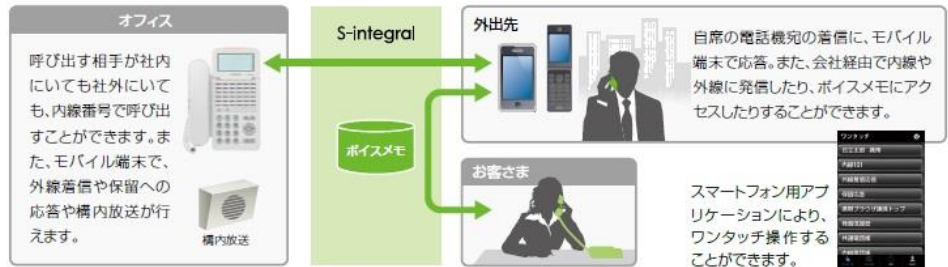 オフィス
呼び出す相手が社内
にいても社外にいて
も、内線番号で呼び出
すことができます。ま
た、モバイル端末で、
外線着信や保留への
応答や構内放送が行
えます。
構内放送
S-integral
ボイスメモ
外出先
自席の電話機宛の着信に、モバイル
端末で応答。また、会社経由で内線や
外線に発信したり、ボイスメモにアク
セスしたりすることができます。
お客さま
スマートフォン用アプ
リケーションにより、
ワンタッチ操作する
ことができます。
ワンタッチ
内線101
保留応答